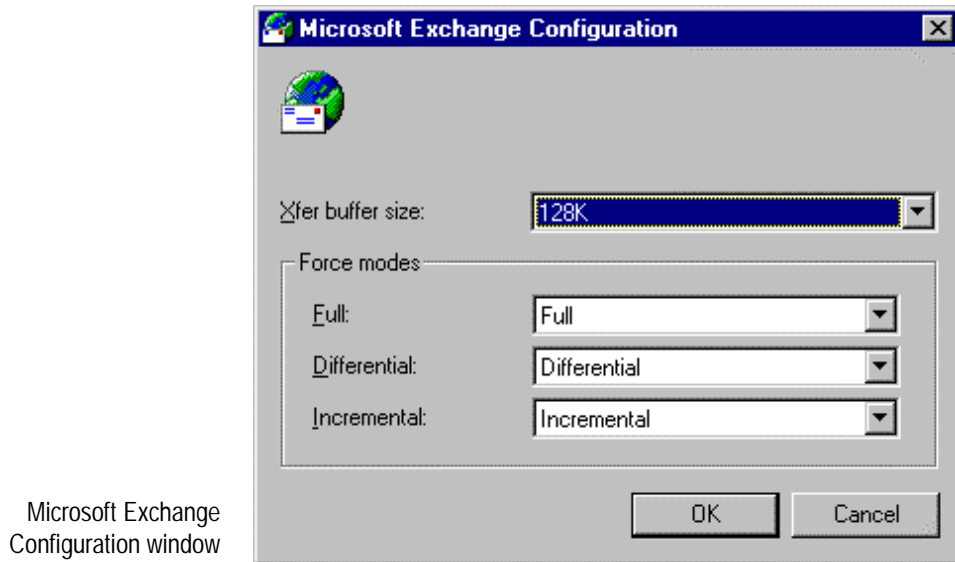 Microsoft Exchange Configuration
Xfer buffer size: 128K
Force modes
Full: Full
Differential: Differential
Incremental: Incremental
OK Cancel
Microsoft Exchange
Configuration window